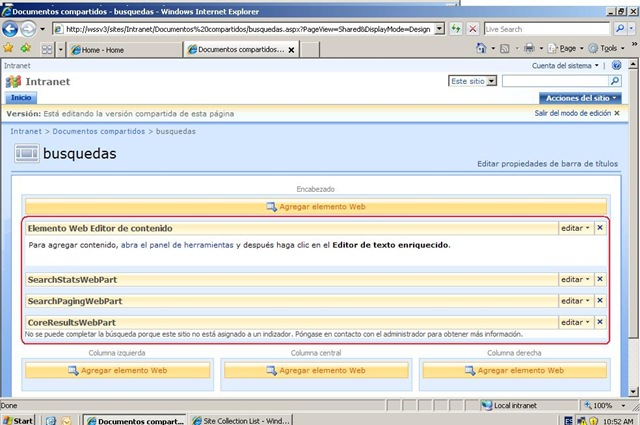 Documentos compartidos - busquedas - Windows Internet Explorer
http://wssv3/sites/Intranet/Documentos%20compartidos/busquedas.aspx?PageView=Shared&DisplayMode=Design
Live Search
Home - Home
Documentos compartidos...
Page
Tools
Intranet
Cuenta del sistema
Intranet
Este sitio
Inicio
Acciones del sitio
Versión: Está editando la versión compartida de esta página
Salir del modo de edición
Intranet > Documentos compartidos > busquedas
busquedas
Editar propiedades de barra de títulos
Encabezado
Agregar elemento Web
Elemento Web Editor de contenido
editar
Para agregar contenido, abra el panel de herramientas y después haga clic en el Editor de texto enriquecido.
SearchStatsWebPart
editar
SearchPagingWebPart
editar
CoreResultsWebPart
editar
No se puede completar la búsqueda porque este sitio no está asignado a un indizador. Póngase en contacto con el administrador para obtener más información.
Columna izquierda
Columna central
Columna derecha
Agregar elemento Web
Agregar elemento Web
Agregar elemento Web
Done
Local intranet
100%
Start
Documentos compart...
Site Collection List - Wind...
ES
10:52 AM